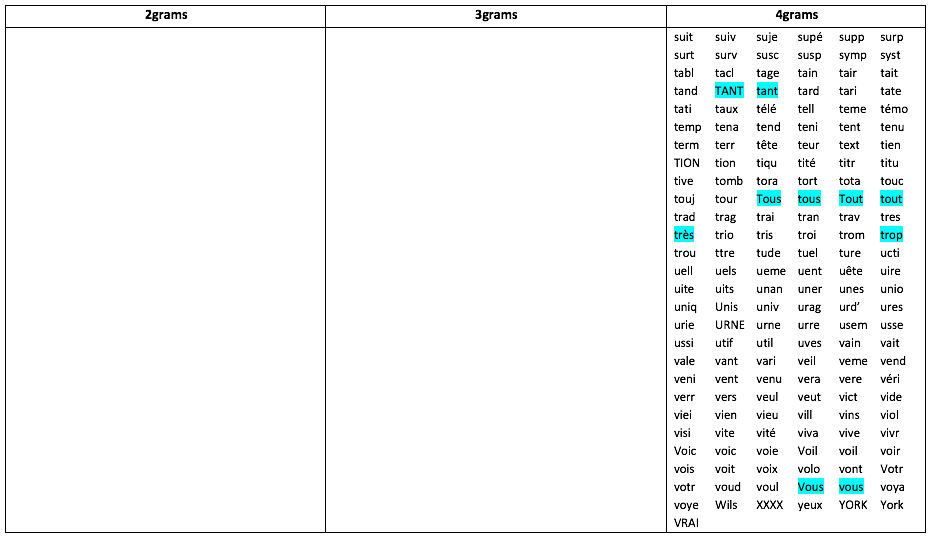 2grams 3grams 4grams
suit suiv suje supé supp surp
surt surv susc susp symp syst
tabl tacl tage tain tair tait
tand TANT tant tard tari tate
tati taux télé tell teme témo
temp tena tend teni tent tenu
term terr tête teur text tien
TION tion tiqu tité titr titu
tive tomb tora tort tota touc
touj tour Tous tous Tout tout
trad trag trai tran trav tres
très trio tris troi trom trop
trou ttre tude tuel ture ucti
uell uels ueme uent uête uire
uite uits unan uner unes unio
uniq Unis univ urag urd’ ures
urie URNE urne urre usem usse
ussi utif util uves vain vait
vale vant vari veil veme vend
veni vent venu vera vere véri
verr vers veul veut vict vide
viei vien vieu vill vins viol
visi vite vité viva vive vivr
Voic voic voie Voil voil voir
vois voit voix volo vont Votr
votr voud voul Vous vous voya
voye Wils XXXX yeux YORK York
VRAI